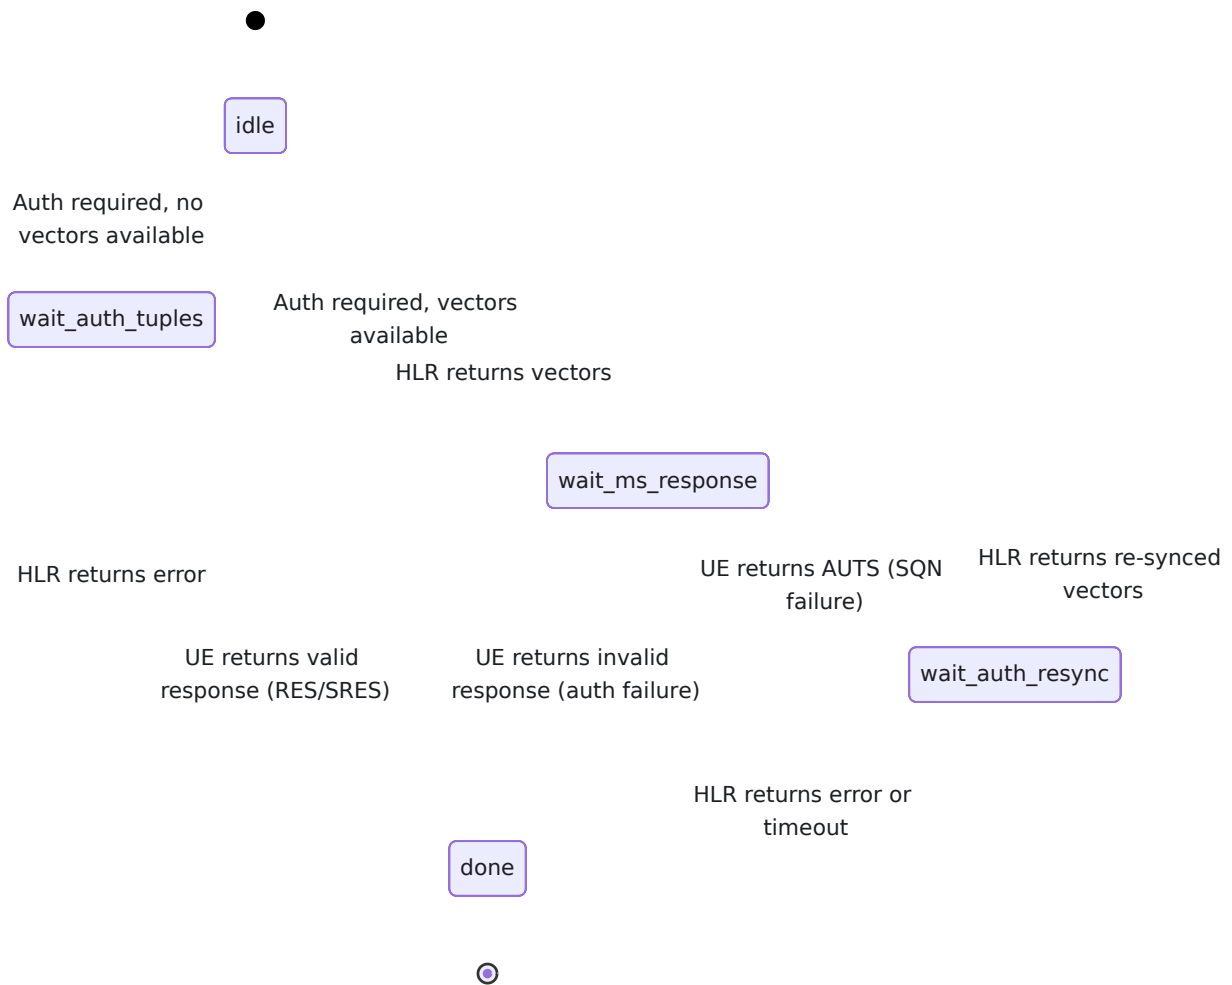 idle
Auth required, no
vectors available
wait_auth_tuples
Auth required, vectors
available
HLR returns vectors
wait_ms_response
HLR returns error
UE returns AUTS (SQN
failure)
HLR returns re-synced
vectors
UE returns valid
response (RES/SRES)
UE returns invalid
response (auth failure)
wait_auth_resync
HLR returns error or
timeout
done